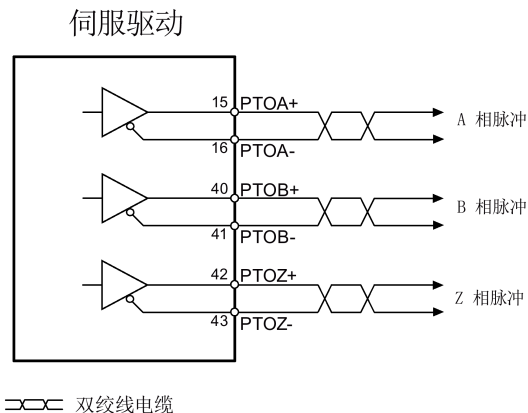 伺服驱动
15 PTOA+
A 相脉冲
16 PTOA-
40 PTOB+
B 相脉冲
41 PTOB-
42 PTOZ+
Z 相脉冲
43 PTOZ-
双绞线电缆